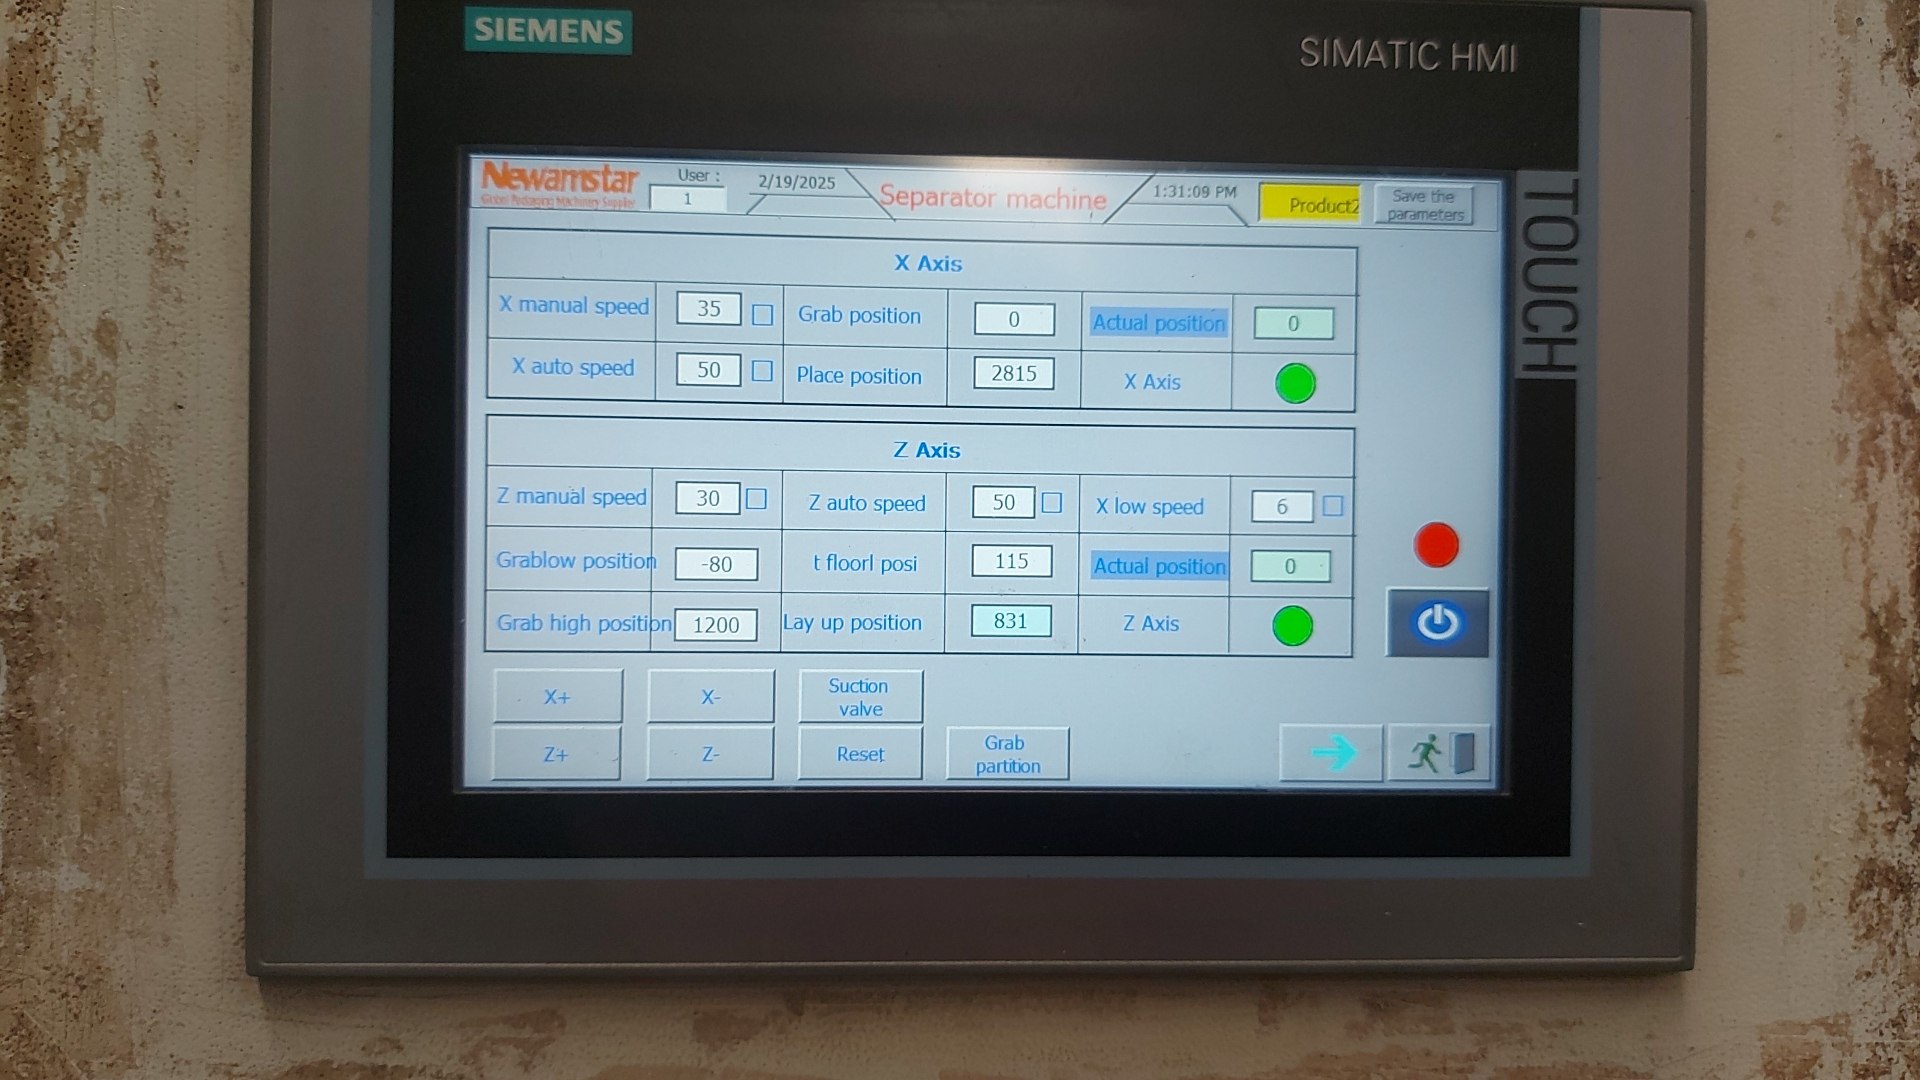 SIEMENS
SIMATIC HMI
TOUCH
Newamstar
Global Packaging Machinery Supplier
User :
1
2/19/2025
Separator machine
1:31:09 PM
Product2
Save the
parameters
X Axis
X manual speed 35 Grab position 0 Actual position 0
X auto speed 50 Place position 2815 X Axis
Z Axis
Z manual speed 30 Z auto speed 50 X low speed 6
Grablow position -80 t floorl posi 115 Actual position 0
Grab high position 1200 Lay up position 831 Z Axis
X+ X- Suction
valve
Z+ Z- Reset Grab
partition